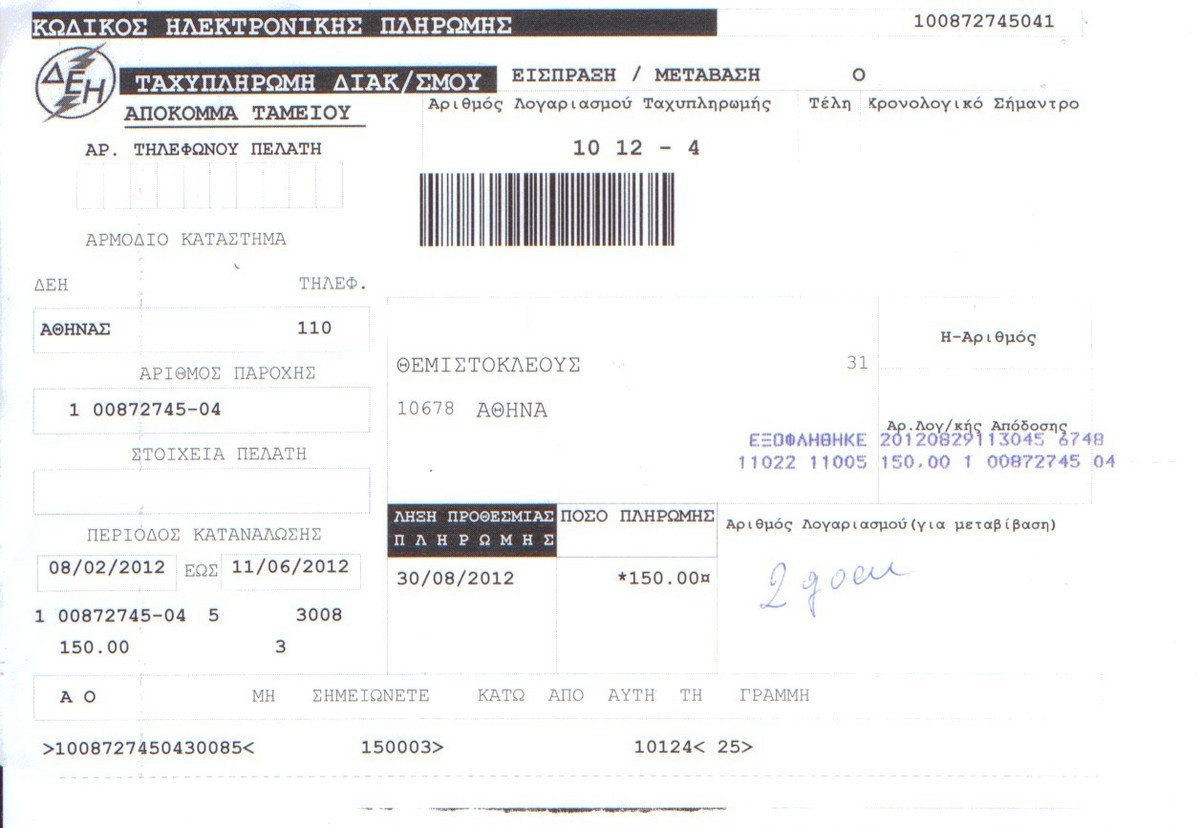 ΚΩΔΙΚΟΣ ΗΛΕΚΤΡΟΝΙΚΗΣ ΠΛΗΡΩΜΗΣ 100872745041
ΔΕΗ
ΤΑΧΥΠΛΗΡΩΜΗ ΔΙΑΚ/ΣΜΟΥ ΕΙΣΠΡΑΞΗ / ΜΕΤΑΒΑΣΗ Ο
ΑΠΟΚΟΜΜΑ ΤΑΜΕΙΟΥ Αριθμός Λογαριασμού Ταχυπληρωμής Τέλη Κρονολογικό Σήμαντρο
ΑΡ. ΤΗΛΕΦΩΝΟΥ ΠΕΛΑΤΗ 10 12 - 4
ΑΡΜΟΔΙΟ ΚΑΤΑΣΤΗΜΑ
ΔΕΗ ΤΗΛΕΦ.
ΑΘΗΝΑΣ 110 Η-Αριθμός
ΑΡΙΘΜΟΣ ΠΑΡΟΧΗΣ ΘΕΜΙΣΤΟΚΛΕΟΥΣ 31
1 00872745-04 10678 ΑΘΗΝΑ
Αρ.Λογ/κής Απόδοσης
ΕΞΟΦΛΗΘΗΚΕ 20120829113045 6748
ΣΤΟΙΧΕΙΑ ΠΕΛΑΤΗ 11022 11005 150.00 1 00872745 04
ΛΗΞΗ ΠΡΟΘΕΣΜΙΑΣ ΠΟΣΟ ΠΛΗΡΩΜΗΣ Αριθμός Λογαριασμού(για μεταβίβαση)
ΠΕΡΙΟΔΟΣ ΚΑΤΑΝΑΛΩΣΗΣ ΠΛΗΡΩΜΗΣ
08/02/2012 ΕΩΣ 11/06/2012 30/08/2012 *150.00¤
1 00872745-04 5 3008
150.00 3
Α Ο ΜΗ ΣΗΜΕΙΩΝΕΤΕ ΚΑΤΩ ΑΠΟ ΑΥΤΗ ΤΗ ΓΡΑΜΜΗ
>1008727450430085< 150003> 10124< 25>